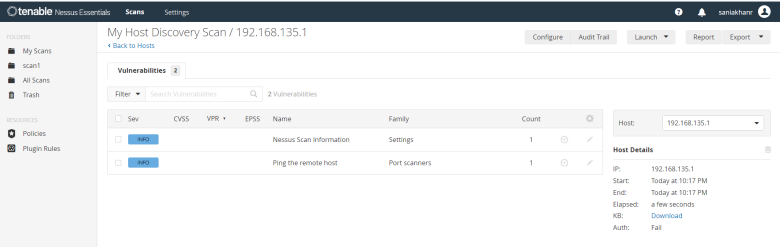 tenable Nessus Essentials Scans Settings saniakhanr
FOLDERS
My Scans
scan1
All Scans
Trash
RESOURCES
Policies
Plugin Rules
My Host Discovery Scan / 192.168.135.1
Back to Hosts
Configure Audit Trail Launch Report Export
Vulnerabilities 2
Filter Search Vulnerabilities 2 Vulnerabilities
Sev CVSS VPR EPSS Name Family Count
INFO Nessus Scan Information Settings 1
INFO Ping the remote host Port scanners 1
Host: 192.168.135.1
Host Details
IP: 192.168.135.1
Start: Today at 10:17 PM
End: Today at 10:17 PM
Elapsed: a few seconds
KB: Download
Auth: Fail